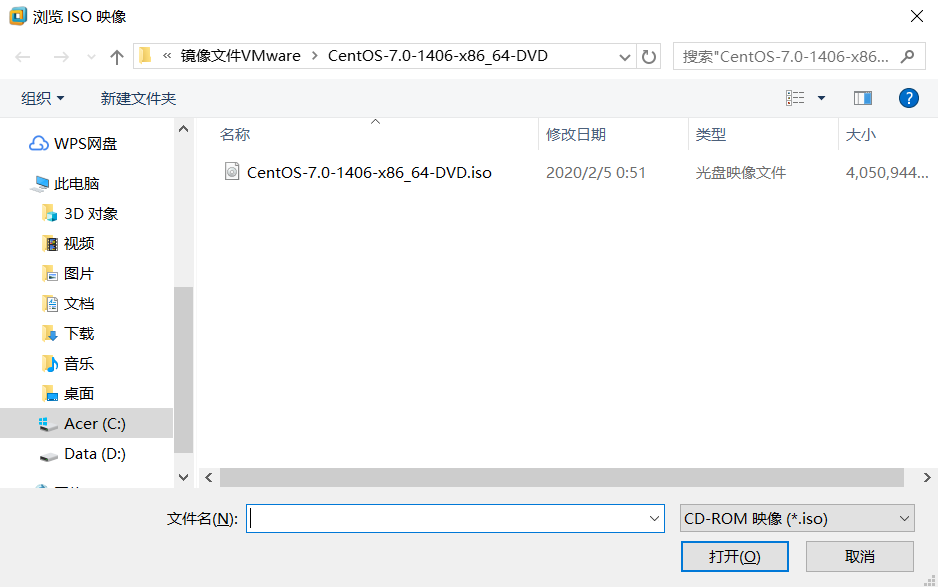 浏览 ISO 映像
« 镜像文件VMware > CentOS-7.0-1406-x86_64-DVD
搜索"CentOS-7.0-1406-x86...
组织 新建文件夹
名称 修改日期 类型 大小
CentOS-7.0-1406-x86_64-DVD.iso 2020/2/5 0:51 光盘映像文件 4,050,944...
WPS网盘
此电脑
3D 对象
视频
图片
文档
下载
音乐
桌面
Acer (C:)
Data (D:)
文件名(N):
CD-ROM 映像 (*.iso)
打开(O) 取消